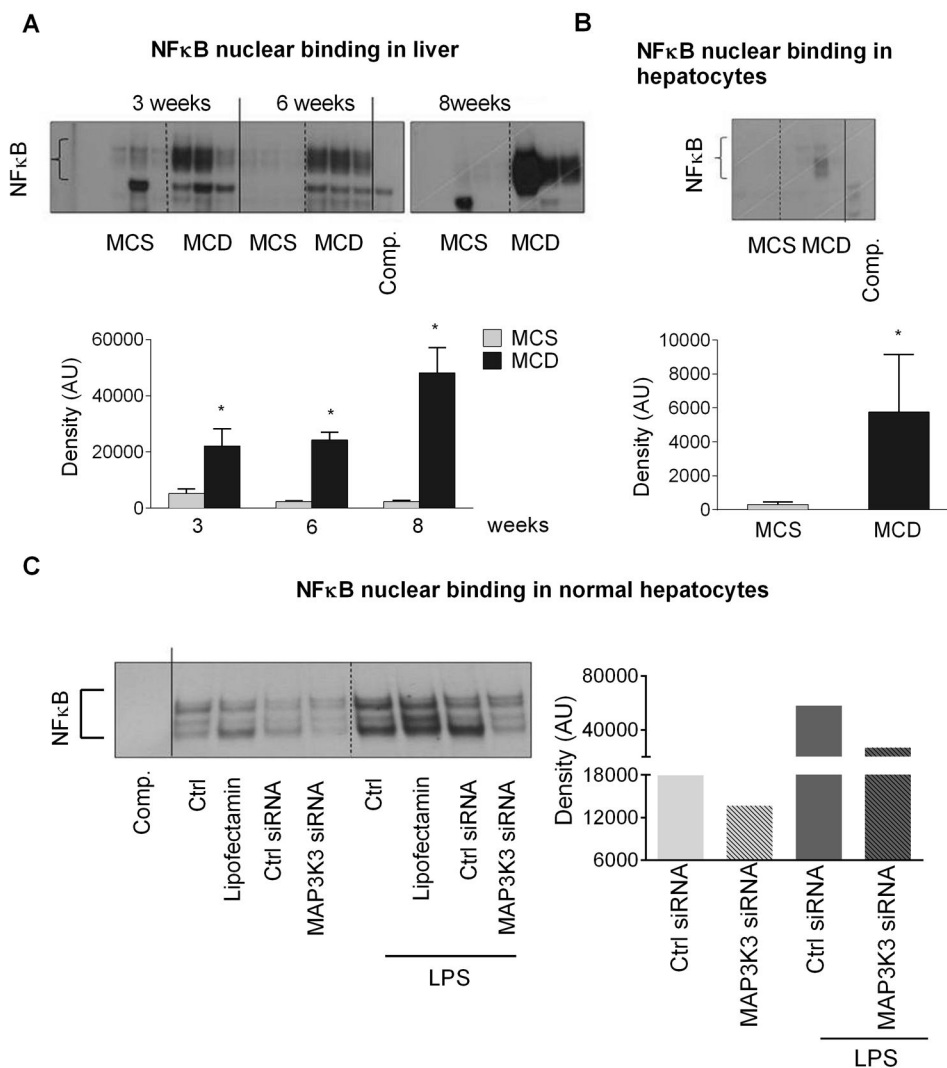 A
NFκB nuclear binding in liver
3 weeks 6 weeks 8weeks
NFκB
MCS MCD MCS MCD Comp. MCS MCD
60000
40000
20000
0
Density (AU)
* * *
MCS
MCD
3 6 8 weeks
B
NFκB nuclear binding in
hepatocytes
NFκB
MCS MCD Comp.
10000
8000
6000
4000
2000
0
Density (AU)
*
MCS MCD
C
NFκB nuclear binding in normal hepatocytes
NFκB
Comp. Ctrl Lipofectamin Ctrl siRNA MAP3K3 siRNA Ctrl Lipofectamin Ctrl siRNA MAP3K3 siRNA
LPS
80000
40000
18000
12000
6000
Density (AU)
Ctrl siRNA MAP3K3 siRNA Ctrl siRNA MAP3K3 siRNA
LPS